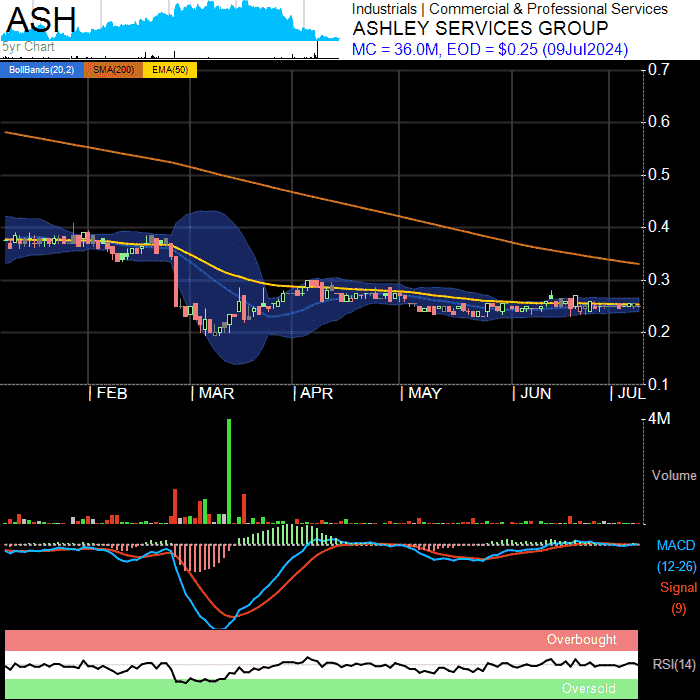 ASH
5yr Chart
Industrials | Commercial & Professional Services
ASHLEY SERVICES GROUP
MC = 36.0M, EOD = $0.25 (09Jul2024)
BollBands(20,2) SMA(200) EMA(50)
0.7
0.6
0.5
0.4
0.3
0.2
0.1
| FEB | MAR | APR | MAY | JUN | JUL
4M
Volume
MACD
(12-26)
Signal
(9)
Overbought
RSI(14)
Oversold